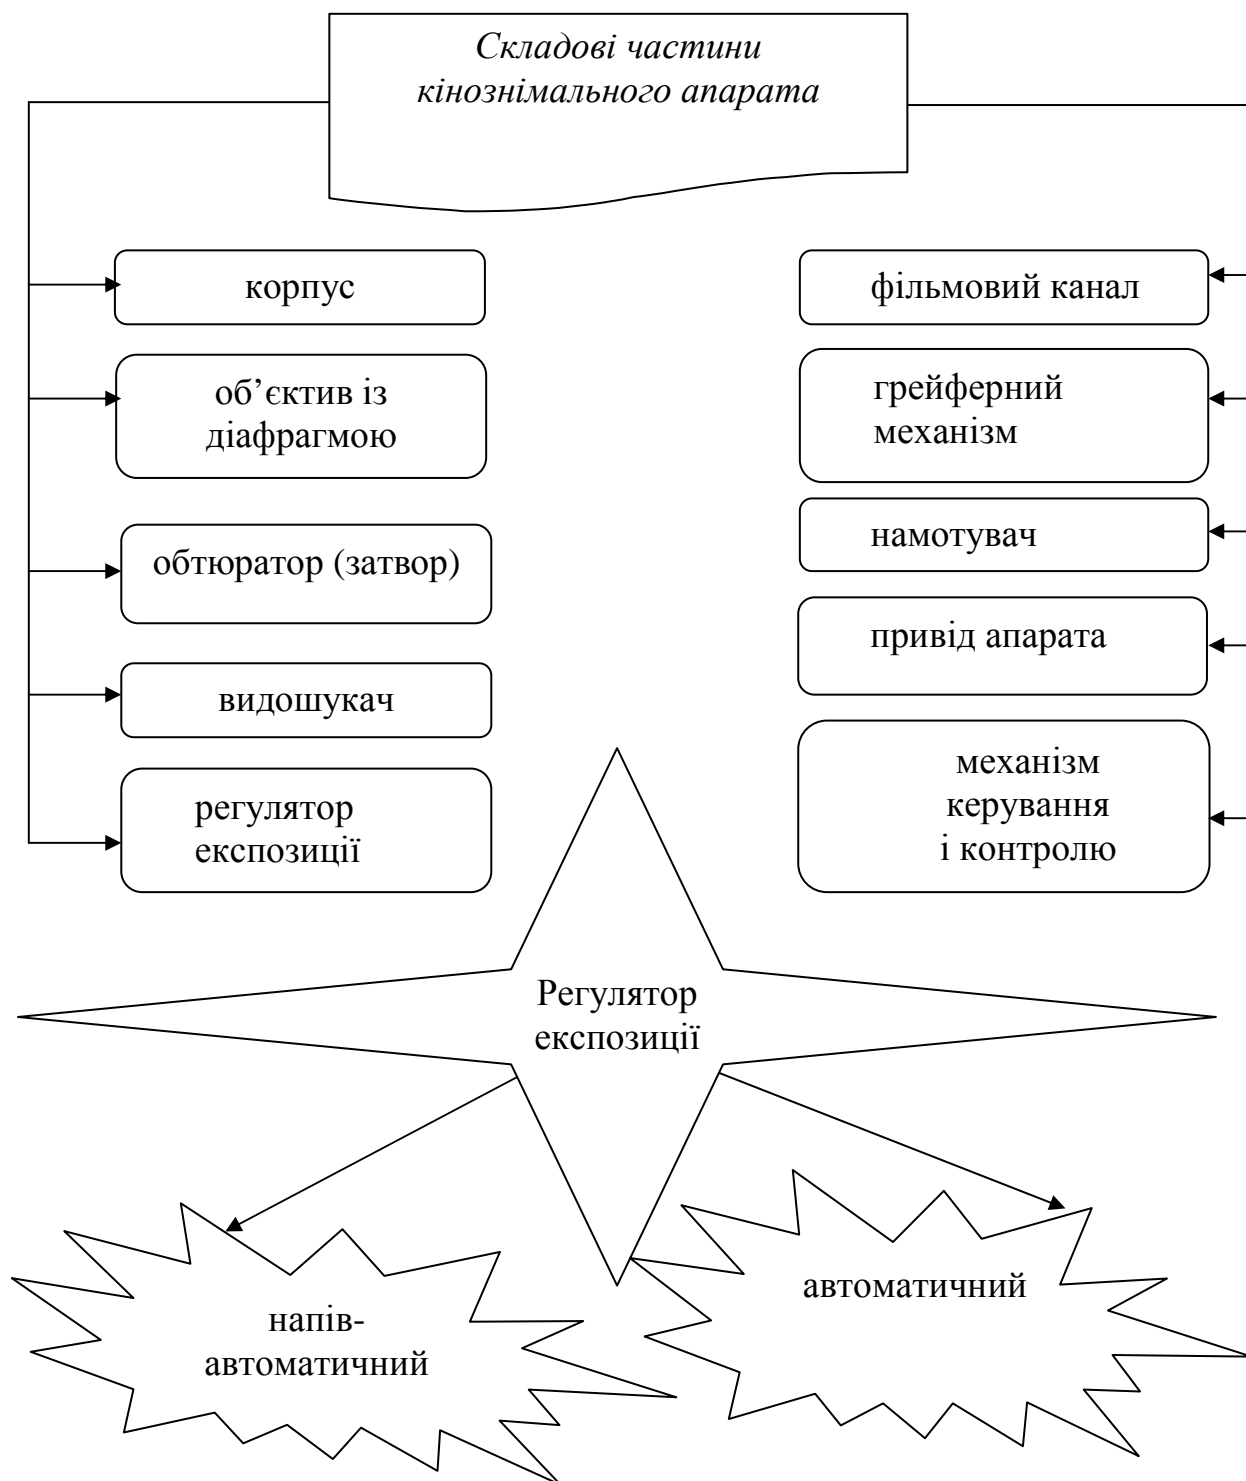 Складові частини
кінознімального апарата
корпус
об’єктив із
діафрагмою
обтюратор (затвор)
видошукач
регулятор
експозиції
фільмовий канал
грейферний
механізм
намотувач
привід апарата
механізм
керування
і контролю
Регулятор
експозиції
напів-
автоматичний
автоматичний